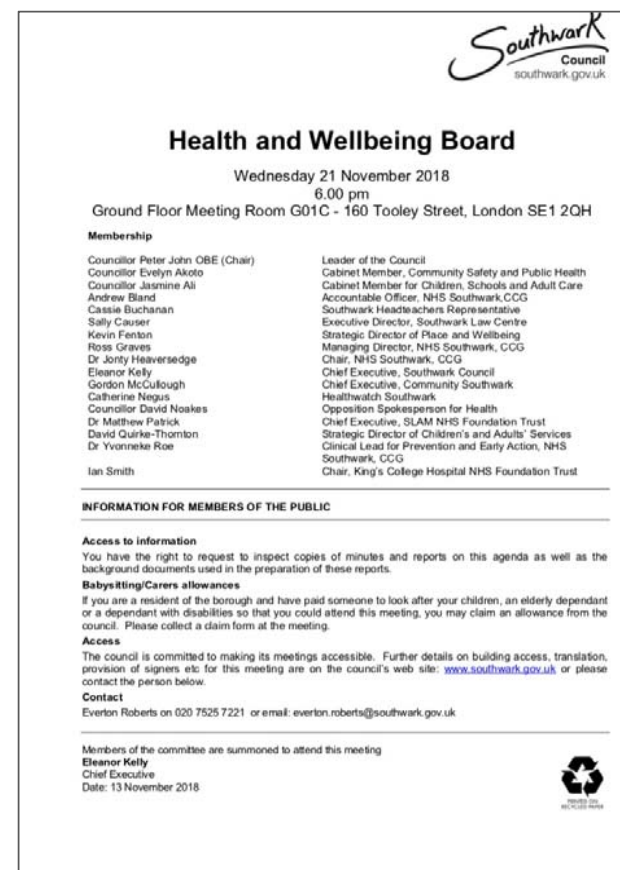 Southwark
Council
southwark.gov.uk
Health and Wellbeing Board
Wednesday 21 November 2018
6.00 pm
Ground Floor Meeting Room G01C - 160 Tooley Street, London SE1 2QH
Membership
Councillor Peter John OBE (Chair) Leader of the Council
Councillor Evelyn Akoto Cabinet Member, Community Safety and Public Health
Councillor Jasmine Ali Cabinet Member for Children, Schools and Adult Care
Andrew Bland Accountable Officer, NHS Southwark,CCG
Cassie Buchanan Southwark Headteachers Representative
Sally Causer Executive Director, Southwark Law Centre
Kevin Fenton Strategic Director of Place and Wellbeing
Ross Graves Managing Director, NHS Southwark, CCG
Dr Jonty Heaversedge Chair, NHS Southwark, CCG
Eleanor Kelly Chief Executive, Southwark Council
Gordon McCullough Chief Executive, Community Southwark
Catherine Negus Healthwatch Southwark
Councillor David Noakes Opposition Spokesperson for Health
Dr Matthew Patrick Chief Executive, SLAM NHS Foundation Trust
David Quirke-Thornton Strategic Director of Children's and Adults' Services
Dr Yvonneke Roe Clinical Lead for Prevention and Early Action, NHS
Southwark, CCG
Ian Smith Chair, King's College Hospital NHS Foundation Trust
INFORMATION FOR MEMBERS OF THE PUBLIC
Access to information
You have the right to request to inspect copies of minutes and reports on this agenda as well as the
background documents used in the preparation of these reports.
Babysitting/Carers allowances
If you are a resident of the borough and have paid someone to look after your children, an elderly dependant
or a dependant with disabilities so that you could attend this meeting, you may claim an allowance from the
council. Please collect a claim form at the meeting.
Access
The council is committed to making its meetings accessible. Further details on building access, translation,
provision of signers etc for this meeting are on the council's web site: www.southwark.gov.uk or please
contact the person below.
Contact
Everton Roberts on 020 7525 7221 or email: everton.roberts@southwark.gov.uk
Members of the committee are summoned to attend this meeting
Eleanor Kelly
Chief Executive
Date: 13 November 2018
PRINTED ON
RECYCLED PAPER